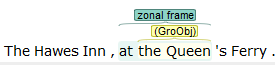 zonal frame
(GroObj)
The Hawes Inn , at the Queen 's Ferry .